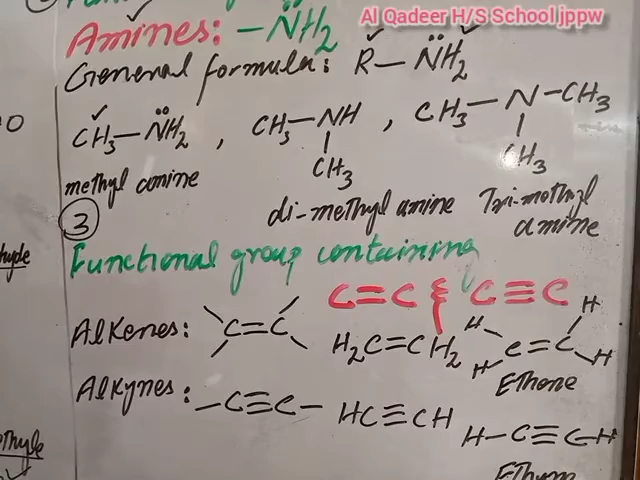 Al Qadeer H/S School jppw
Amines: —N̈H2
General formula: R—N̈H2
CH3—N̈H2 , CH3—NH , CH3—N—CH3
CH3 CH3
methyl amine di-methyl amine Tri-methyl
amine
3
Functional group containing
C=C & C≡C
Alkenes: C=C H2C=CH2 H C=C H H H
Ethene
Alkynes: —C≡C— HC≡CH H—C≡C—H
hyde